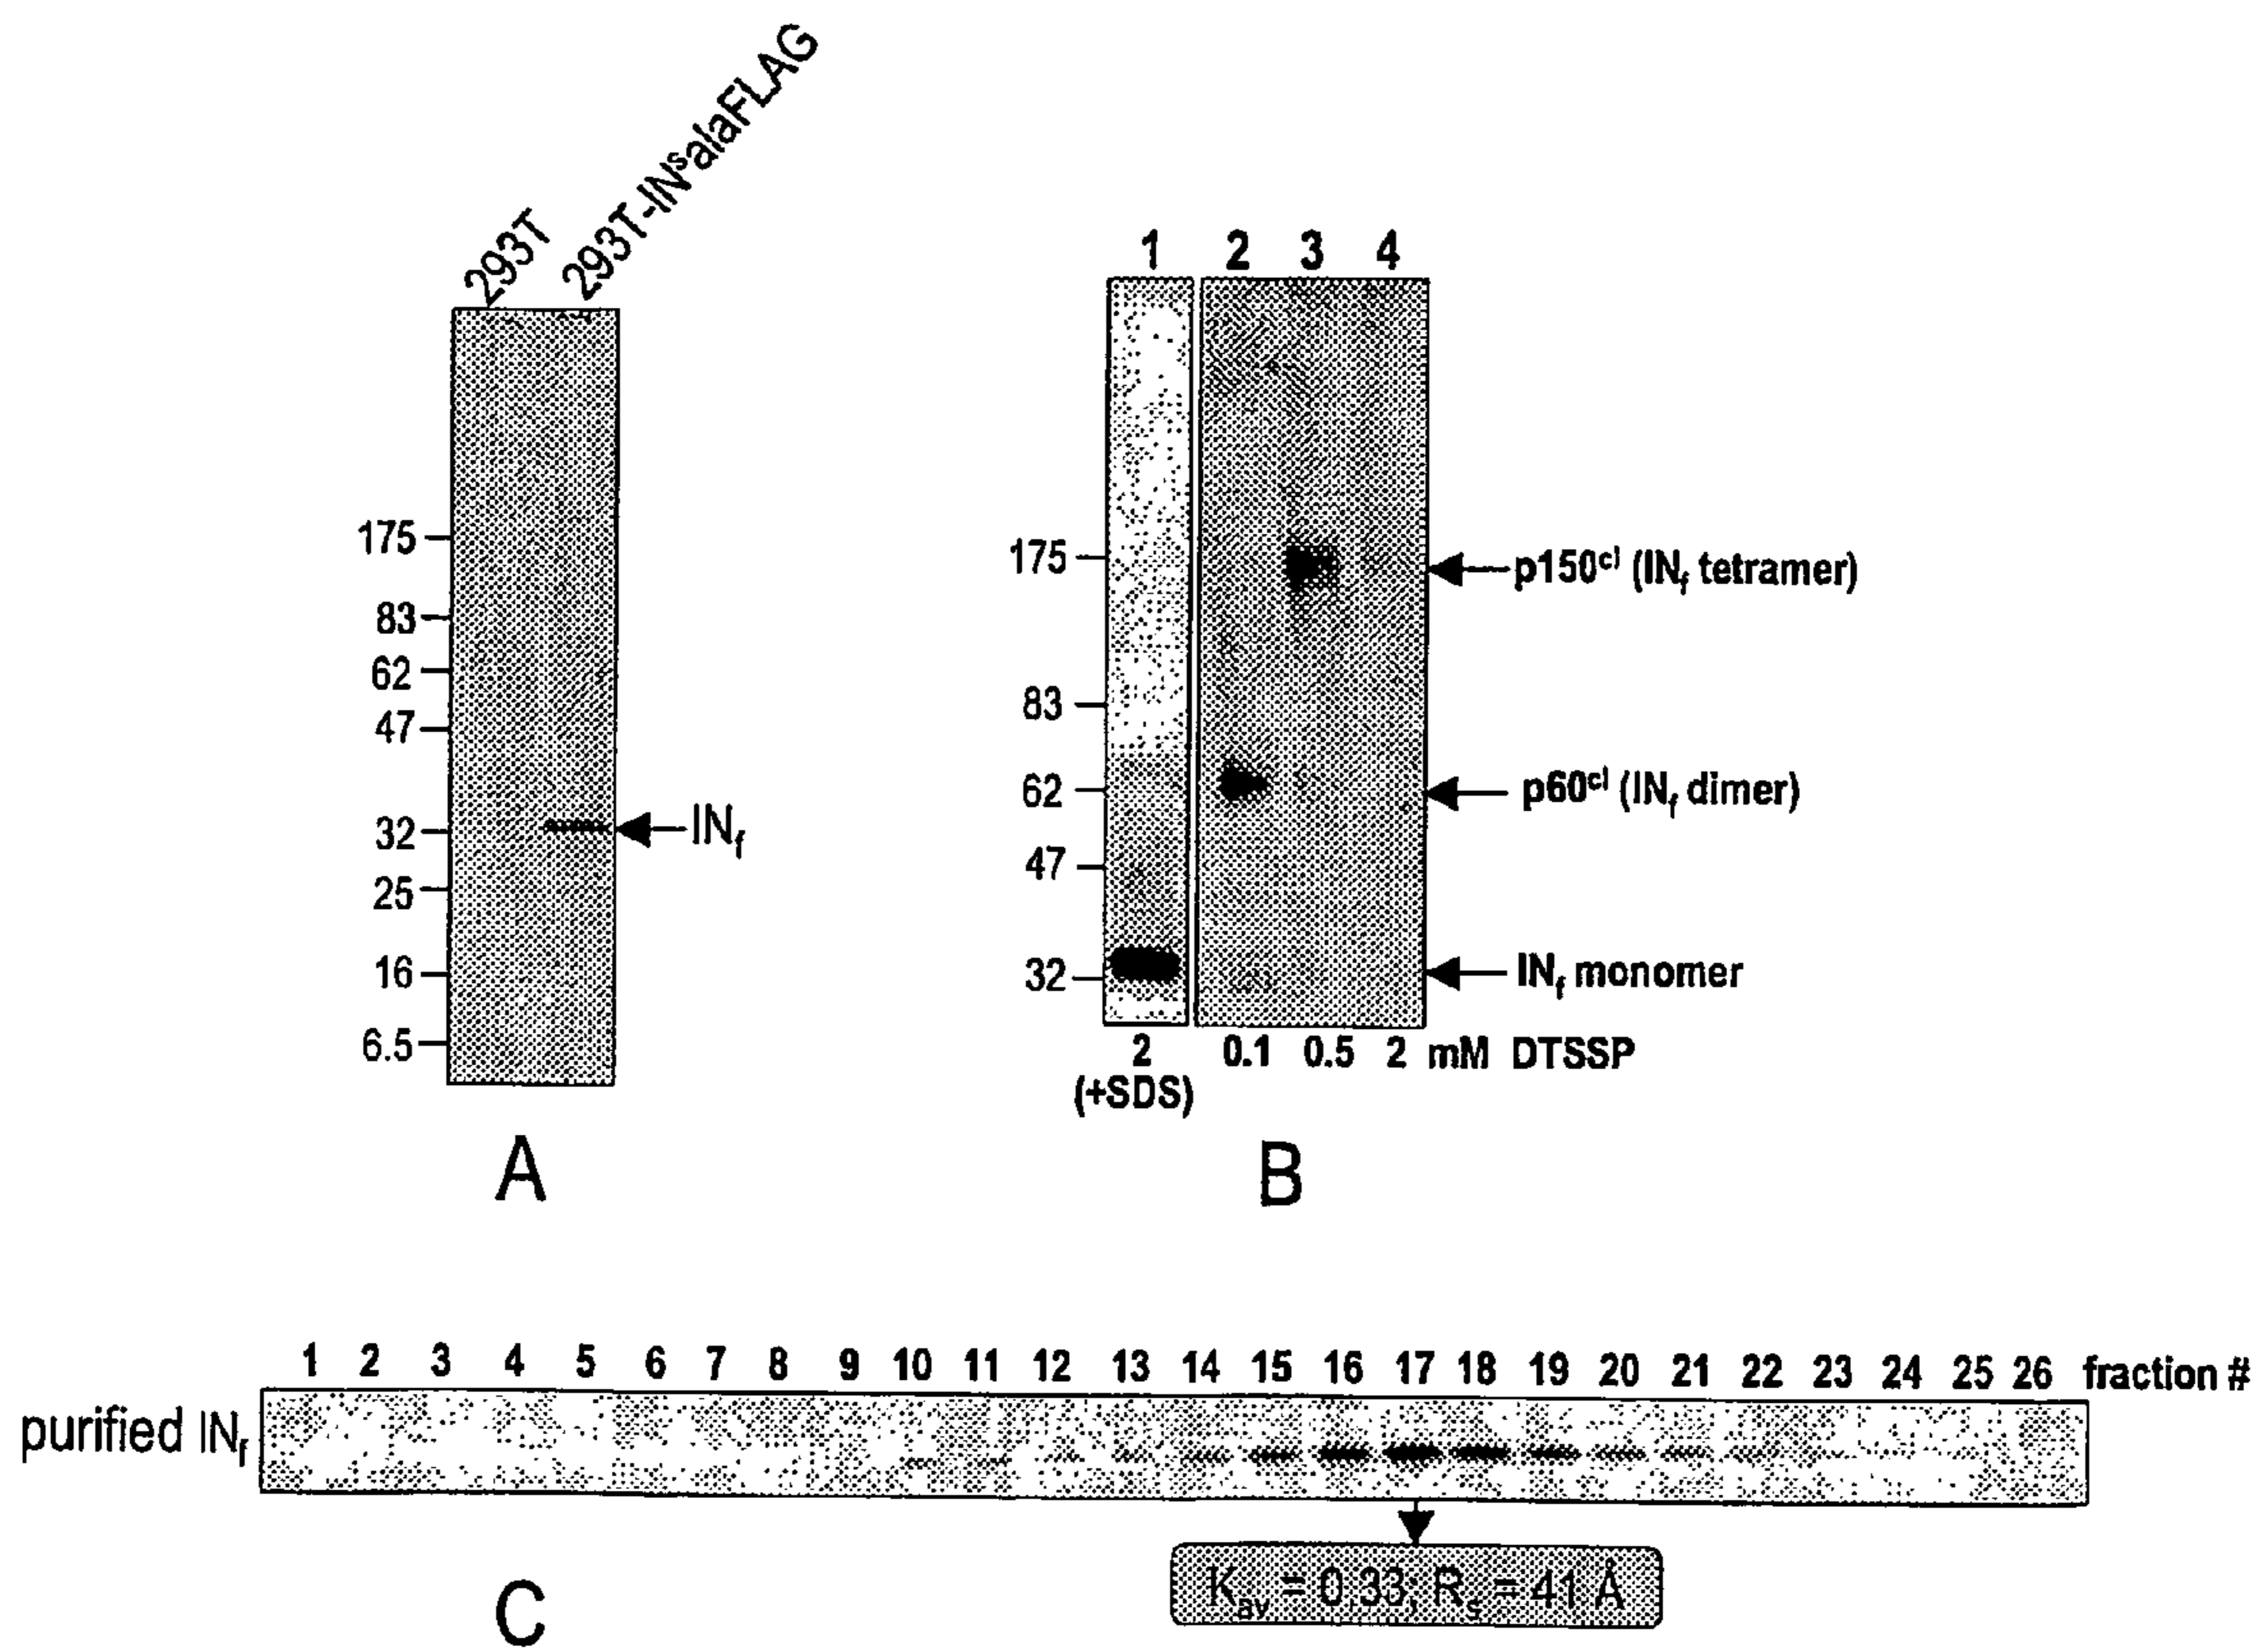 293T
293T-INˢalaFLAG
175
83
62
47
32
25
16
6.5
INf
A
1 2 3 4
175
83
62
47
32
p150ᶜˡ (INf tetramer)
p60ᶜˡ (INf dimer)
INf monomer
2 0.1 0.5 2 mM DTSSP
(+SDS)
B
1 2 3 4 5 6 7 8 9 10 11 12 13 14 15 16 17 18 19 20 21 22 23 24 25 26 fraction #
purified INf
Kav = 0.33; Rs = 41 Å
C